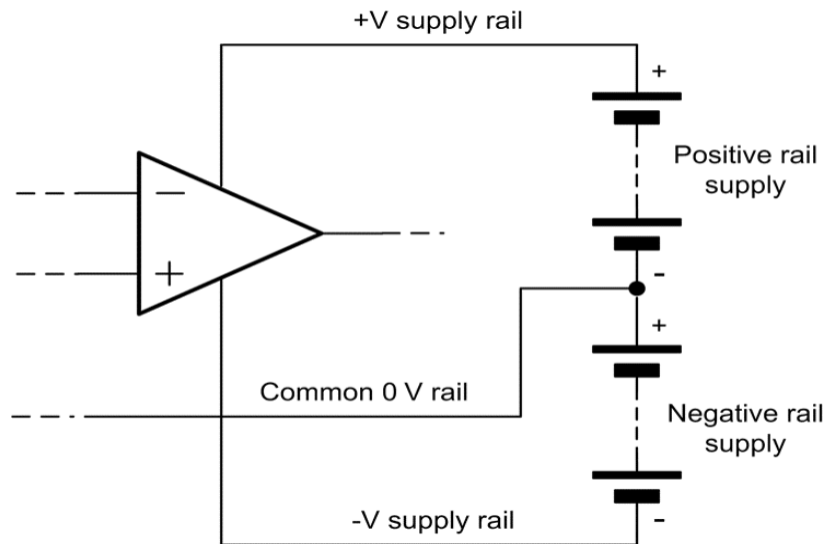 +V supply rail
+
Positive rail
supply
−
+
-
+
Common 0 V rail
Negative rail
supply
-V supply rail
-